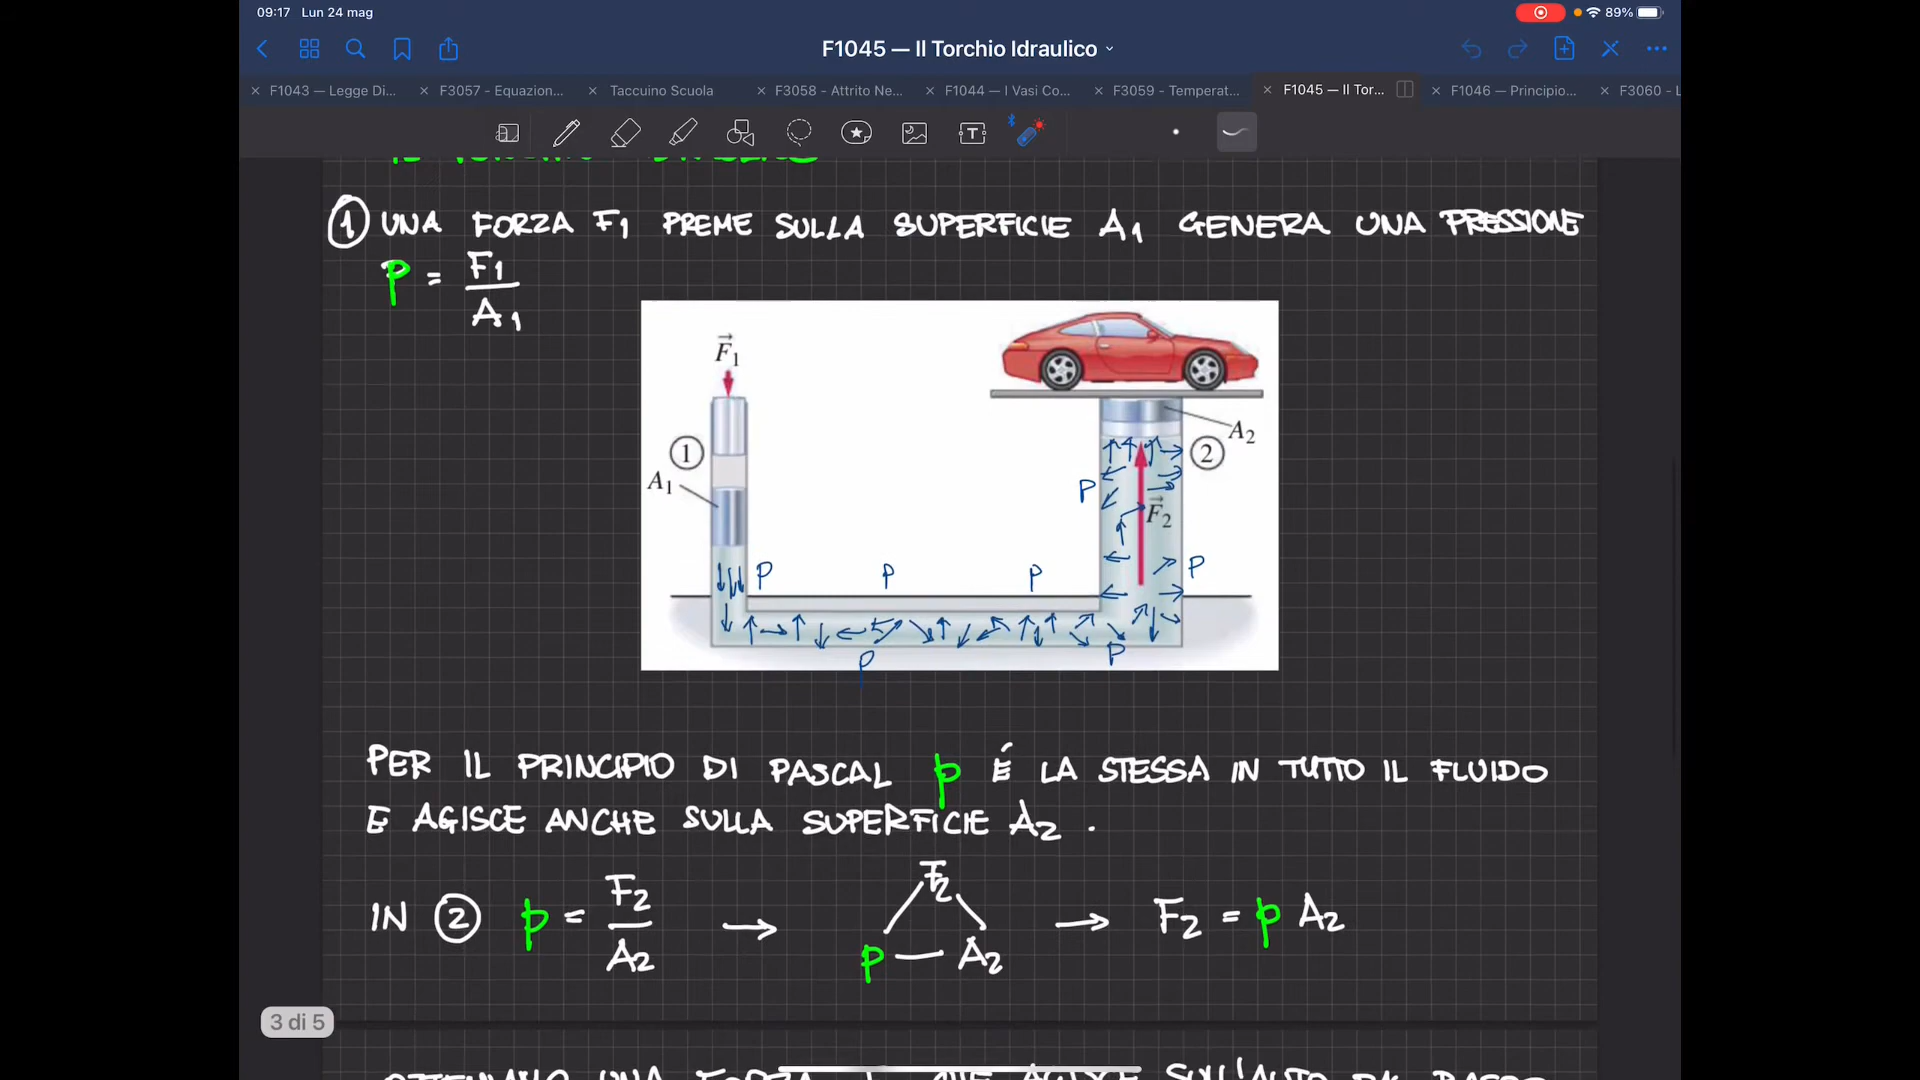 09:17 Lun 24 mag
89%
F1045 — Il Torchio Idraulico
F1043 — Legge Di...
F3057 - Equazion...
Taccuino Scuola
F3058 - Attrito Ne...
F1044 — I Vasi Co...
F3059 - Temperat...
F1045 — Il Tor...
F1046 — Principio...
F3060 - L
① UNA FORZA F₁ PREME SULLA SUPERFICIE A₁ GENERA UNA PRESSIONE
p = F₁ / A₁
F⃗₁
① A₁
A₂
②
P
F⃗₂
P P P P
P P
PER IL PRINCIPIO DI PASCAL p É LA STESSA IN TUTTO IL FLUIDO
E AGISCE ANCHE SULLA SUPERFICIE A₂ .
IN ② p = F₂ / A₂ → F₂ p — A₂ → F₂ = p A₂
3 di 5